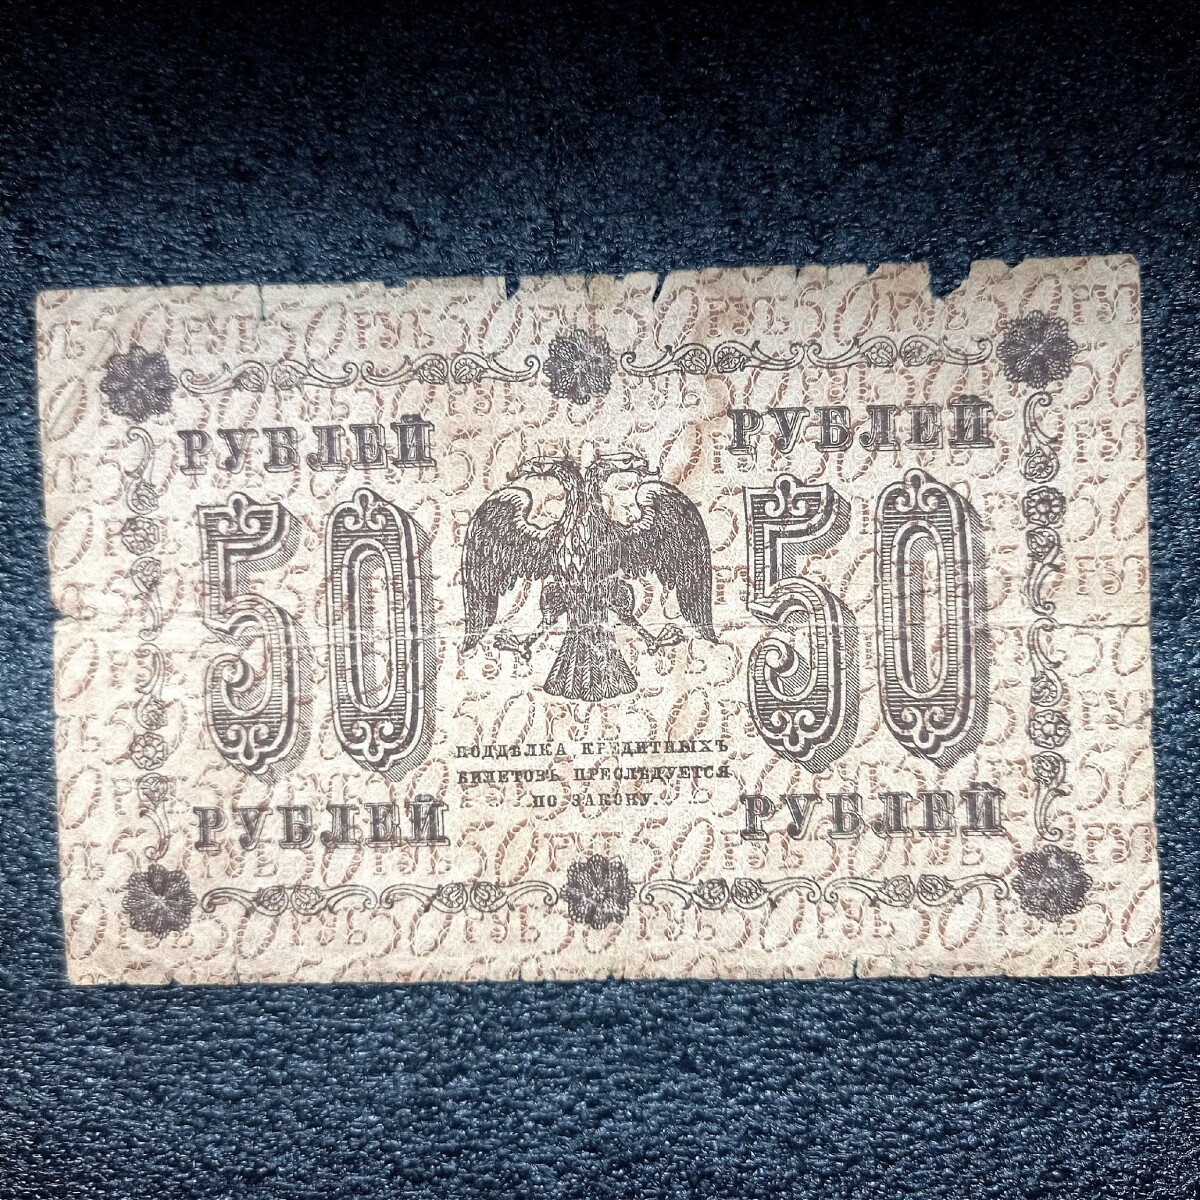 РУБЛЕЙ РУБЛЕЙ
50 50
ПОДДѢЛКА КРЕДИТНЫХЪ
БИЛЕТОВЪ ПРЕСЛѢДУЕТСЯ
ПО ЗАКОНУ.
РУБЛЕЙ РУБЛЕЙ